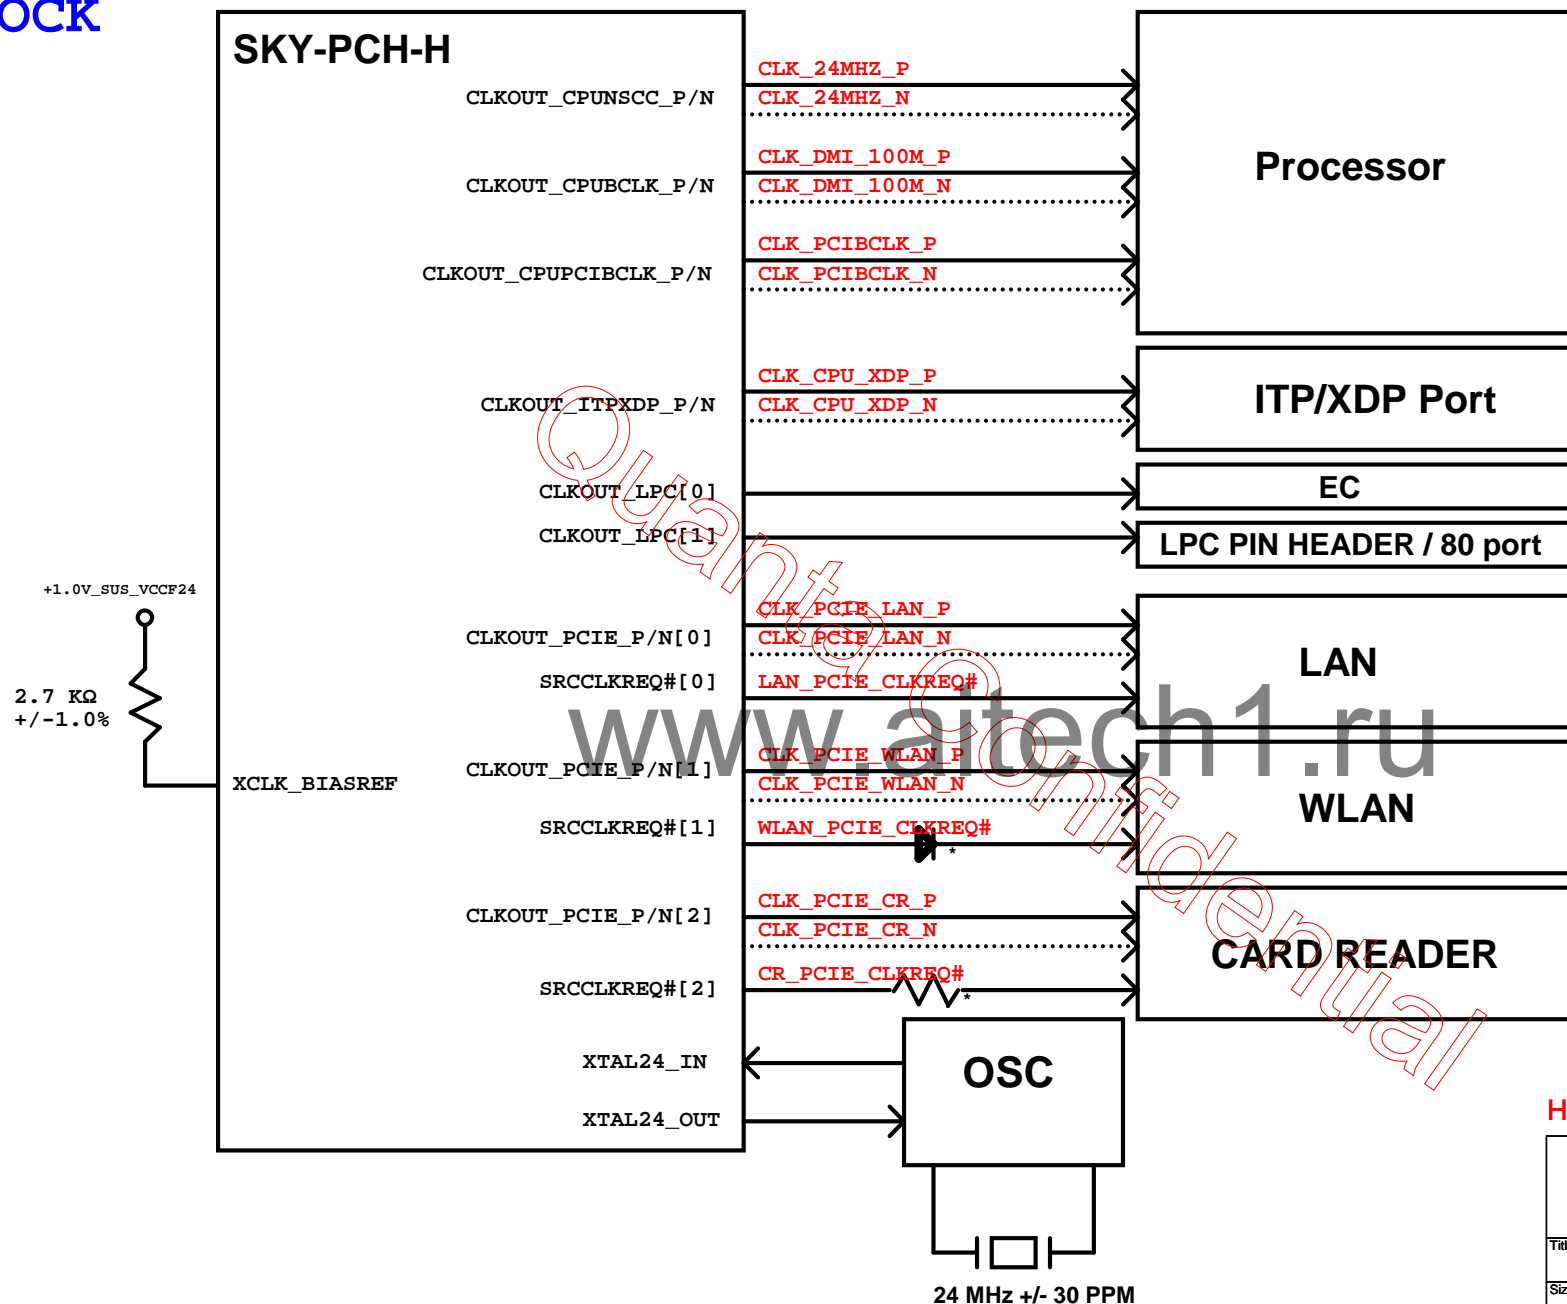 OCK
SKY-PCH-H
CLK_24MHZ_P
CLKOUT_CPUNSCC_P/N
CLK_24MHZ_N
CLK_DMI_100M_P
Processor
CLKOUT_CPUBCLK_P/N
CLK_DMI_100M_N
CLK_PCIBCLK_P
CLKOUT_CPUPCIBCLK_P/N
CLK_PCIBCLK_N
CLK_CPU_XDP_P
ITP/XDP Port
CLKOUT_ITPXDP_P/N
CLK_CPU_XDP_N
CLKOUT_LPC[0]
EC
CLKOUT_LPC[1]
LPC PIN HEADER / 80 port
+1.0V_SUS_VCCF24
CLK_PCIE_LAN_P
CLKOUT_PCIE_P/N[0]
CLK_PCIE_LAN_N
LAN
SRCCLKREQ#[0]
LAN_PCIE_CLKREQ#
2.7 KΩ
+/-1.0%
www.aitech1.ru
Quanta Confidential
CLK_PCIE_WLAN_P
CLKOUT_PCIE_P/N[1]
XCLK_BIASREF
CLK_PCIE_WLAN_N
WLAN
SRCCLKREQ#[1]
WLAN_PCIE_CLKREQ#
*
CLK_PCIE_CR_P
CLKOUT_PCIE_P/N[2]
CLK_PCIE_CR_N
CARD READER
CR_PCIE_CLKREQ#
SRCCLKREQ#[2]
*
XTAL24_IN
OSC
XTAL24_OUT
H
Titl
Siz
24 MHz +/- 30 PPM